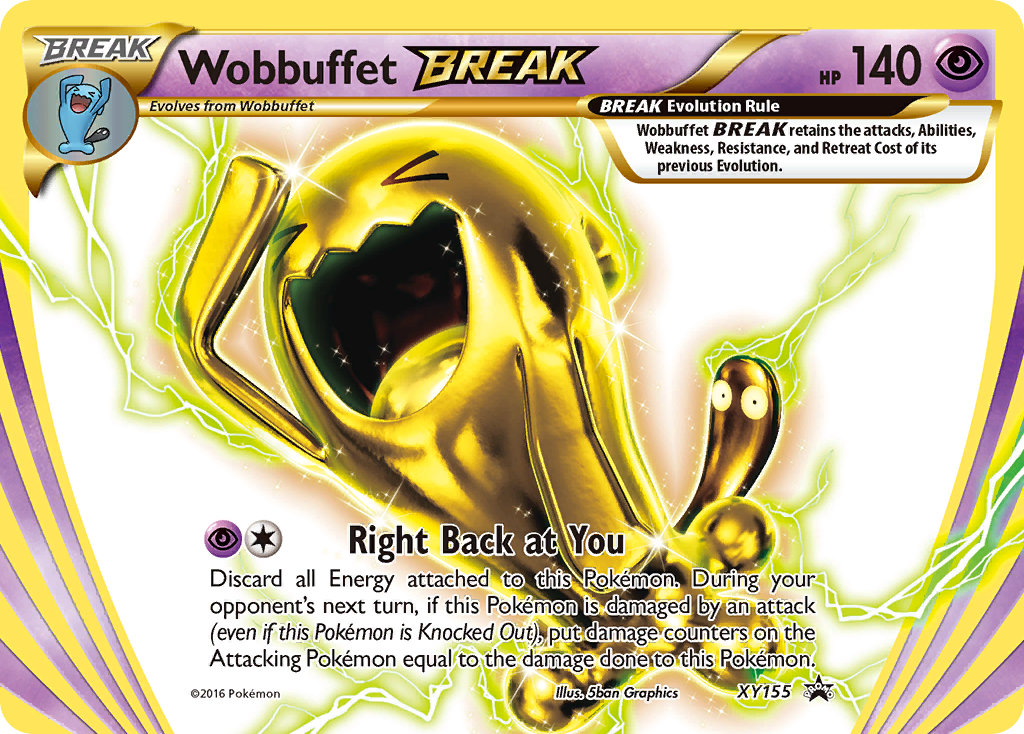 BREAK
Wobbuffet BREAK
HP 140
Evolves from Wobbuffet
BREAK Evolution Rule
Wobbuffet BREAK retains the attacks, Abilities,
Weakness, Resistance, and Retreat Cost of its
previous Evolution.
Right Back at You
Discard all Energy attached to this Pokémon. During your
opponent's next turn, if this Pokémon is damaged by an attack
(even if this Pokémon is Knocked Out), put damage counters on the
Attacking Pokémon equal to the damage done to this Pokémon.
©2016 Pokémon
Illus. 5ban Graphics
XY155
PROMO